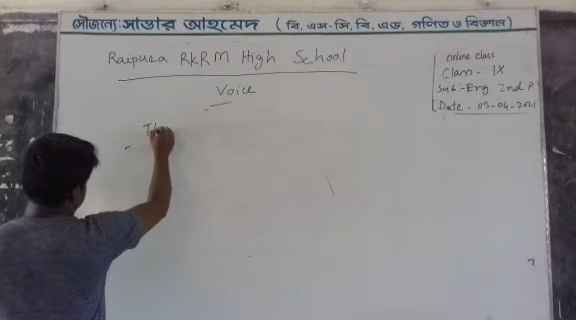 সৌজন্যে: সাত্তার আহমেদ ( বি, এস-সি, বি, এড, গণিত ও বিজ্ঞান )
Raipura RKRM High School
Voice
online class
Class - IX
Sub - Eng 2nd P
Date - 03-04-2021